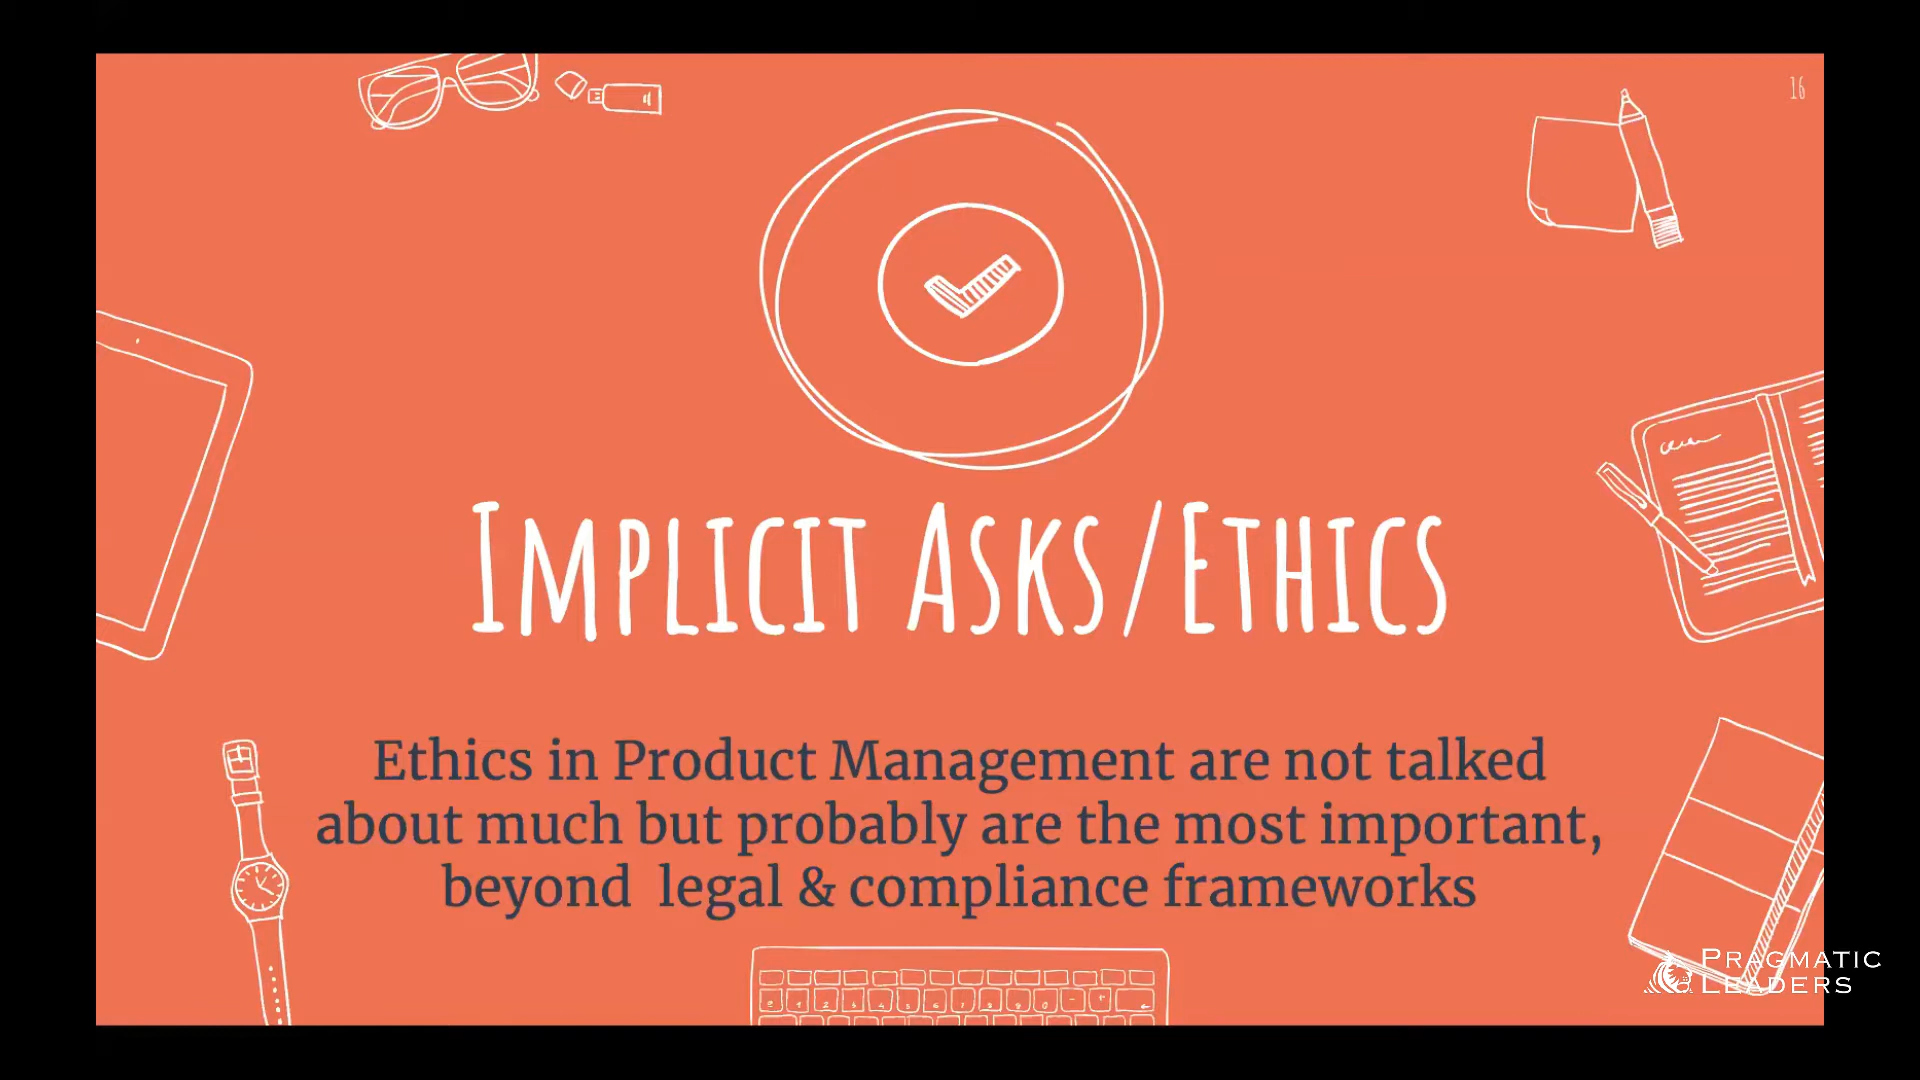 16
Implicit Asks/Ethics
Ethics in Product Management are not talked
about much but probably are the most important,
beyond legal & compliance frameworks
Pragmatic
Leaders